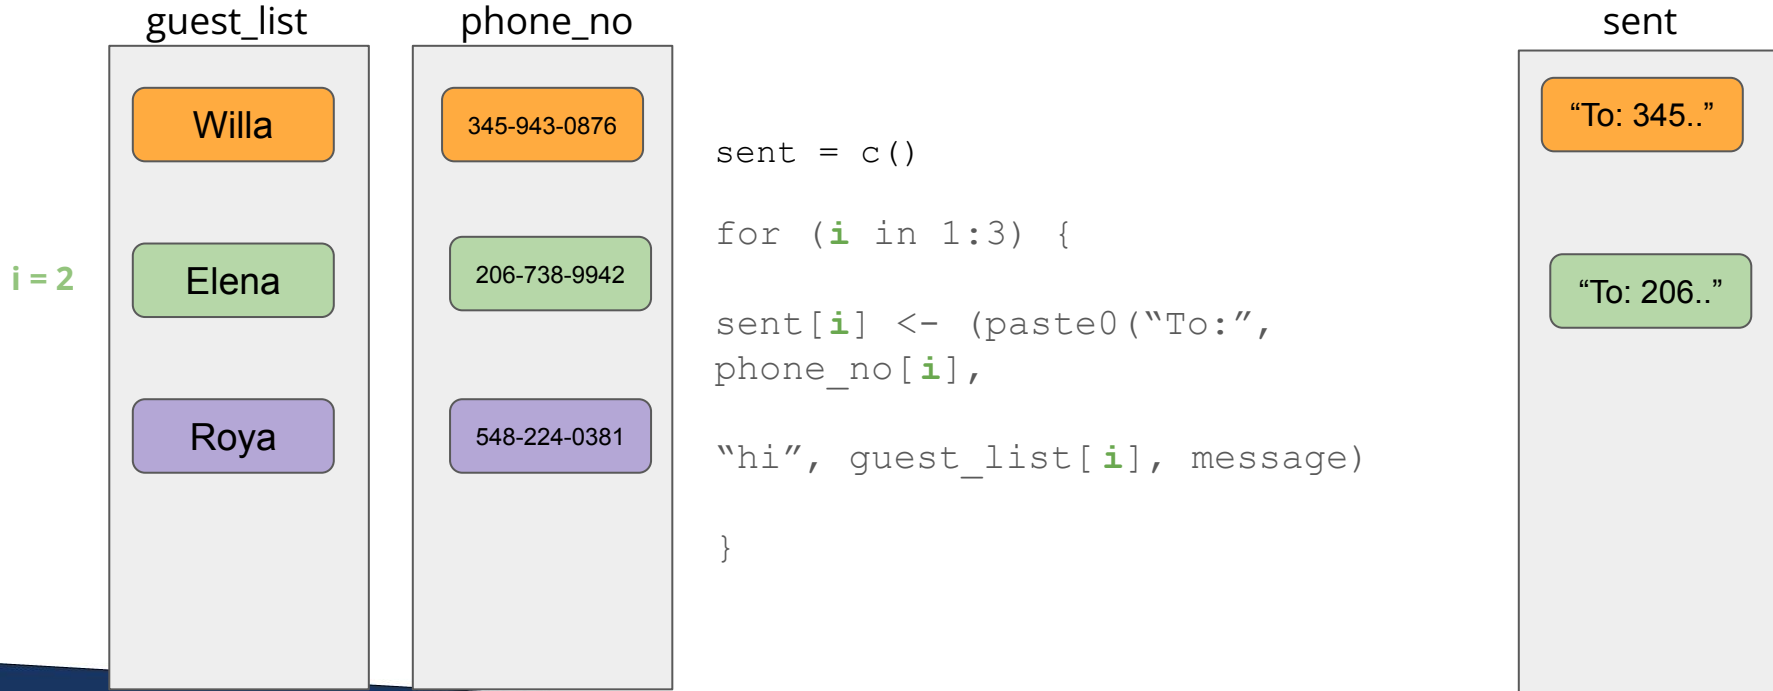 guest_list
phone_no
sent
Willa
345-943-0876
“To: 345..”
sent = c()
for (i in 1:3) {
i = 2
Elena
206-738-9942
“To: 206..”
sent[i] <- (paste0(“To:”,
phone_no[i],
Roya
548-224-0381
“hi”, guest_list[i], message)
}